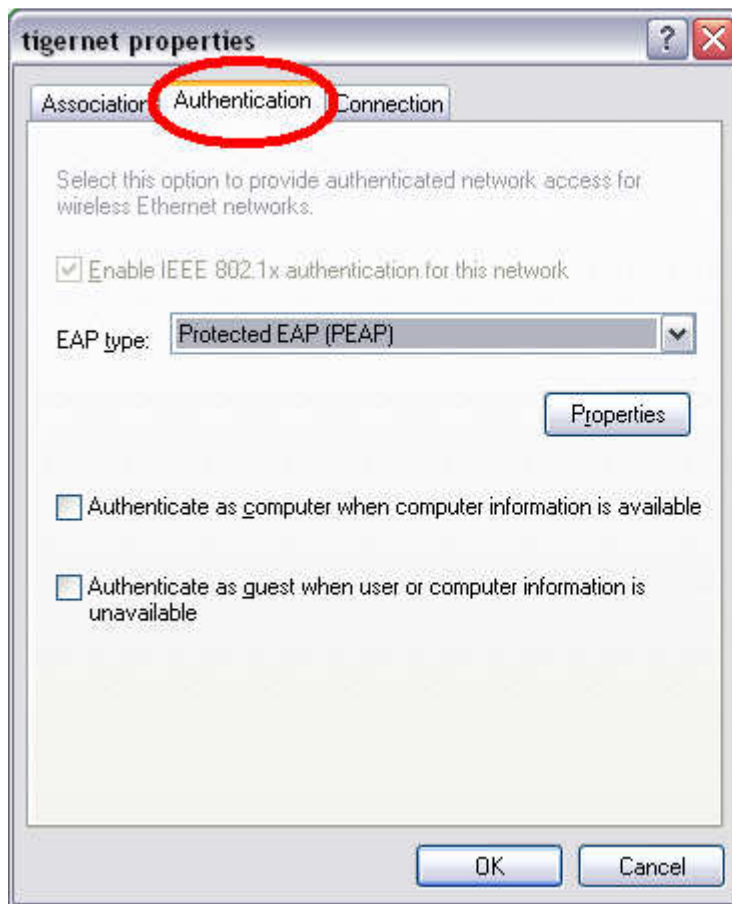 tigernet properties
Association Authentication Connection
Select this option to provide authenticated network access for
wireless Ethernet networks.
Enable IEEE 802.1x authentication for this network
EAP type: Protected EAP (PEAP)
Properties
Authenticate as computer when computer information is available
Authenticate as guest when user or computer information is
unavailable
OK Cancel